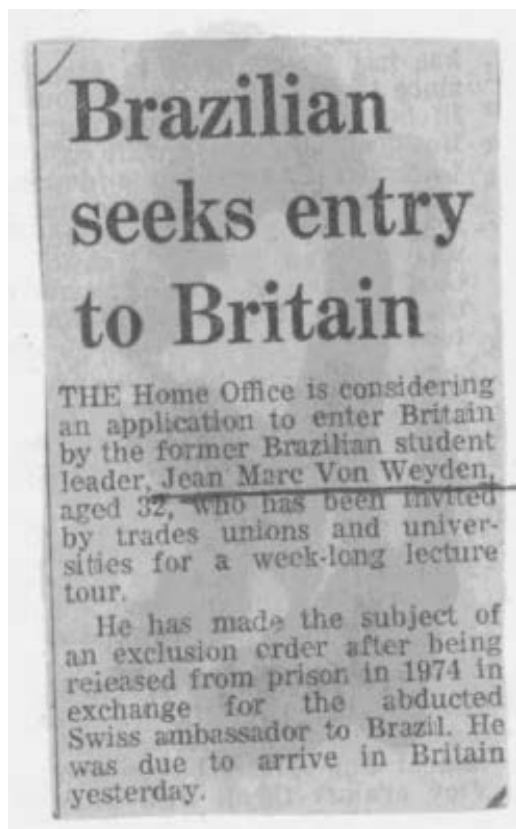 Brazilian
seeks entry
to Britain
THE Home Office is considering
an application to enter Britain
by the former Brazilian student
leader, Jean Marc Von Weyden,
aged 32, who has been invited
by trades unions and univer-
sities for a week-long lecture
tour.
He has made the subject of
an exclusion order after being
released from prison in 1974 in
exchange for the abducted
Swiss ambassador to Brazil. He
was due to arrive in Britain
yesterday.